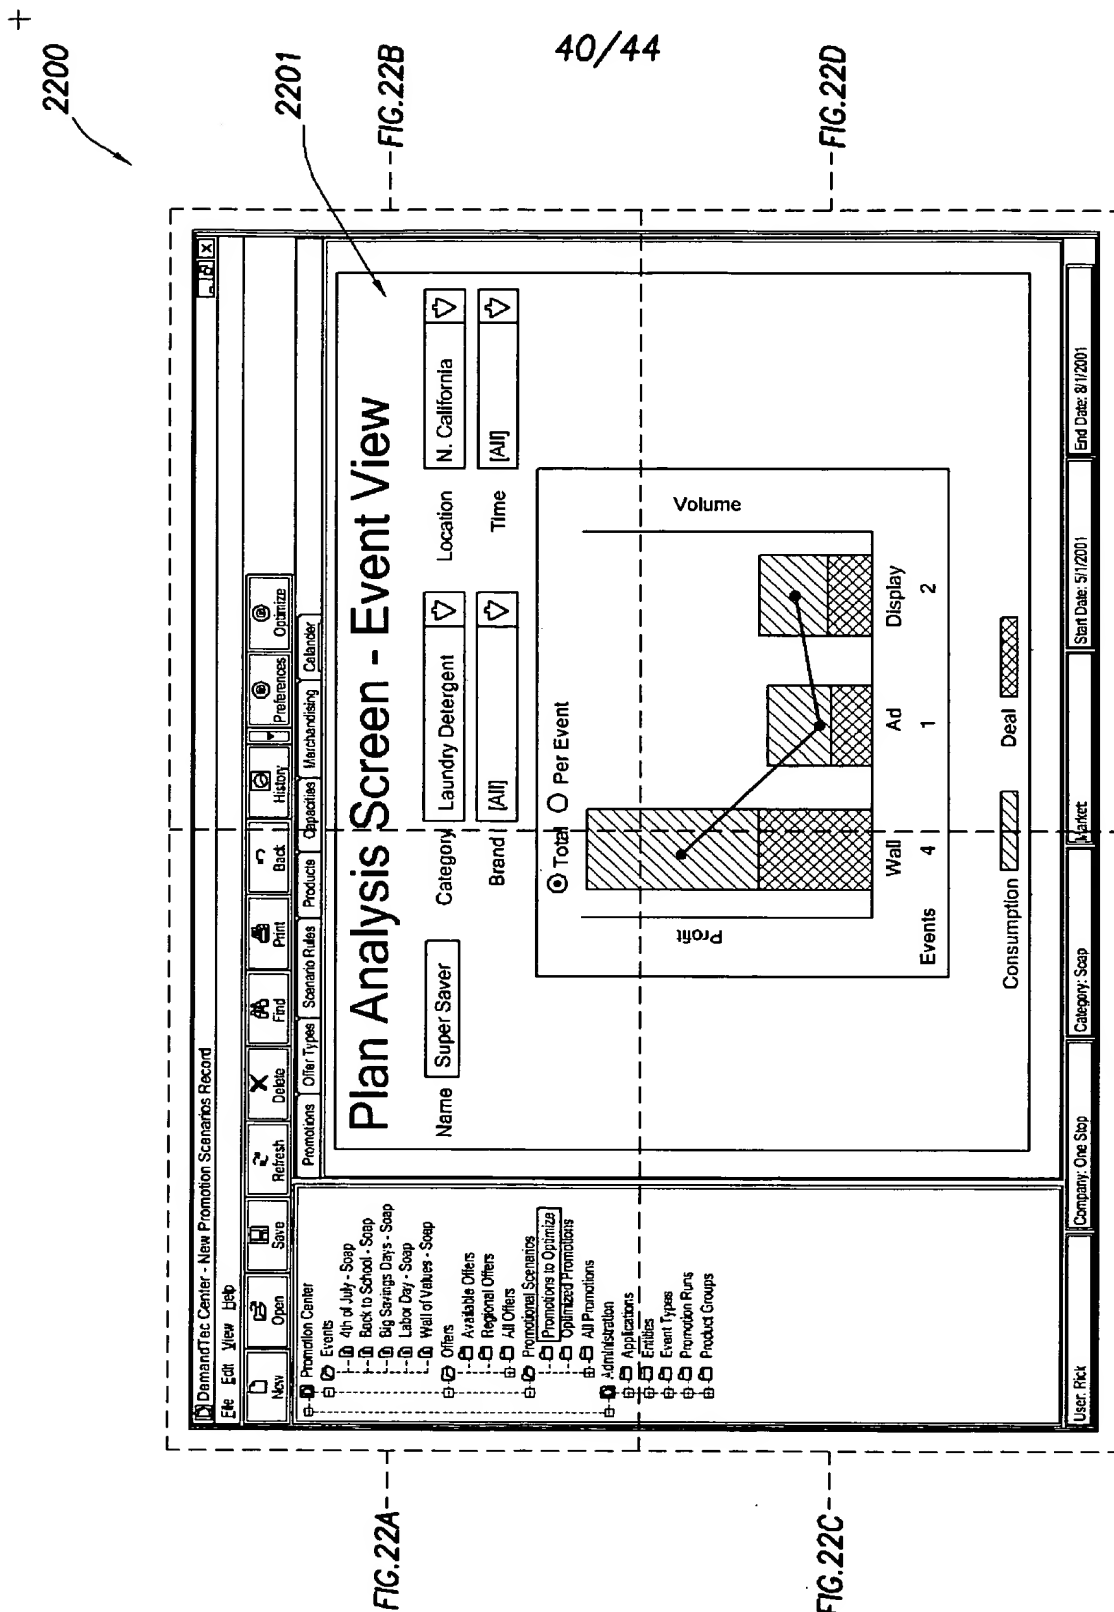 40/44
2200
2201
FIG.22A
FIG.22B
FIG.22C
FIG.22D
DamandTec Center - New Promotion Scenarios Record
File Edit View Help
New Open Save Refresh Delete Find Print Back History Preferences Optimize
Promotions Offer Types Scenario Rules Products Capacities Marchandising Calander
Promotion Center
Events
4th of July - Soap
Back to School - Soap
Big Savings Days - Soap
Labor Day - Soap
Wall of Values - Soap
Offers
Available Offers
Regional Offers
All Offers
Promotional Scenarios
Promotions to Optimize
Optimized Promotions
All Promotions
Administration
Applications
Entities
Event Types
Promotion Runs
Product Groups
Plan Analysis Screen - Event View
Name Super Saver Category Laundry Detergent Location N. California
Brand [All] Time [All]
Total Per Event
Profit
Volume
Wall Ad Display
Events 4 1 2
Consumption Deal
User: Rick Company: One Stop Category: Soap Market Start Date: 5/1/2001 End Date: 8/1/2001